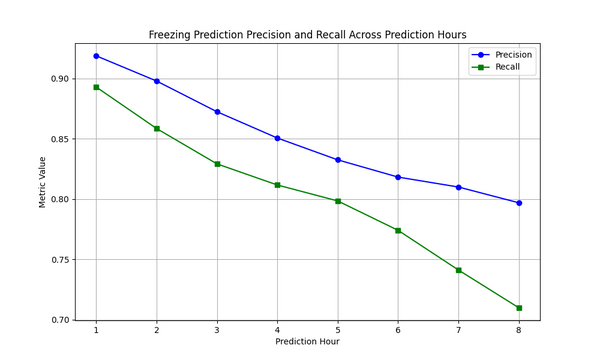 Freezing Prediction Precision and Recall Across Prediction Hours
Precision
Recall
Metric Value
0.90
0.85
0.80
0.75
0.70
1 2 3 4 5 6 7 8
Prediction Hour